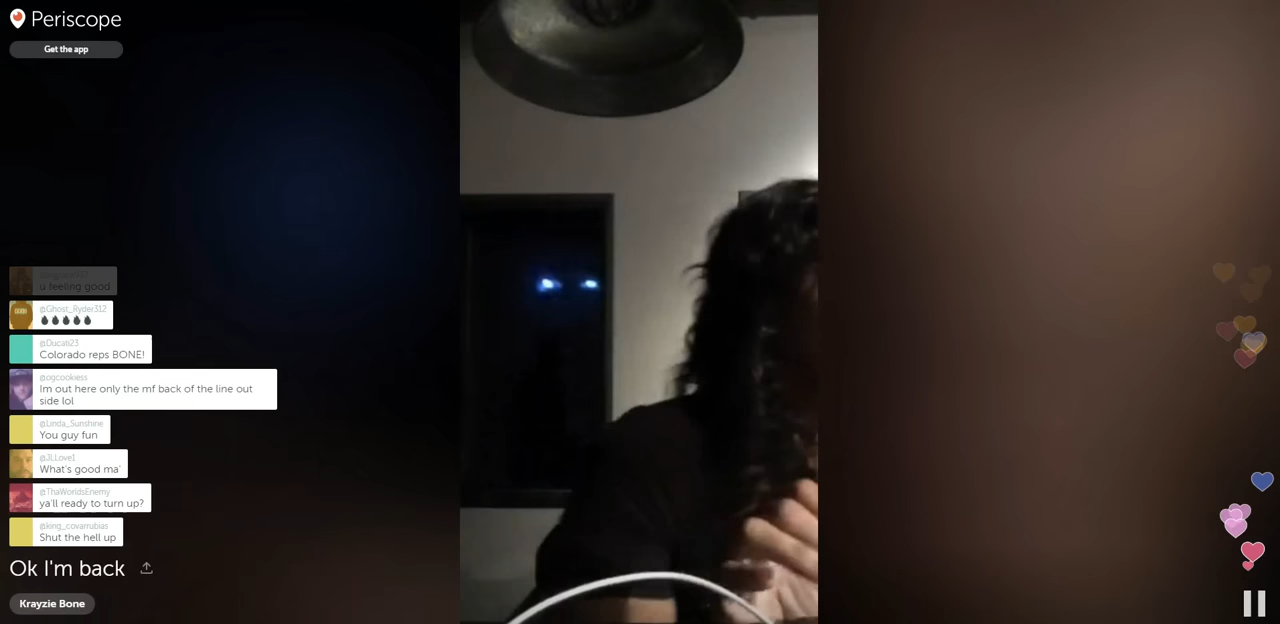 Periscope
Get the app
u feeling good
@Ghost_Ryder312
@Ducati23
Colorado reps BONE!
@ogcookiess
Im out here only the mf back of the line out
side lol
@Linda_Sunshine
You guy fun
@JLLove1
What's good ma'
@ThaWorldsEnemy
ya'll ready to turn up?
@king_covarrubias
Shut the hell up
Ok I'm back
Krayzie Bone